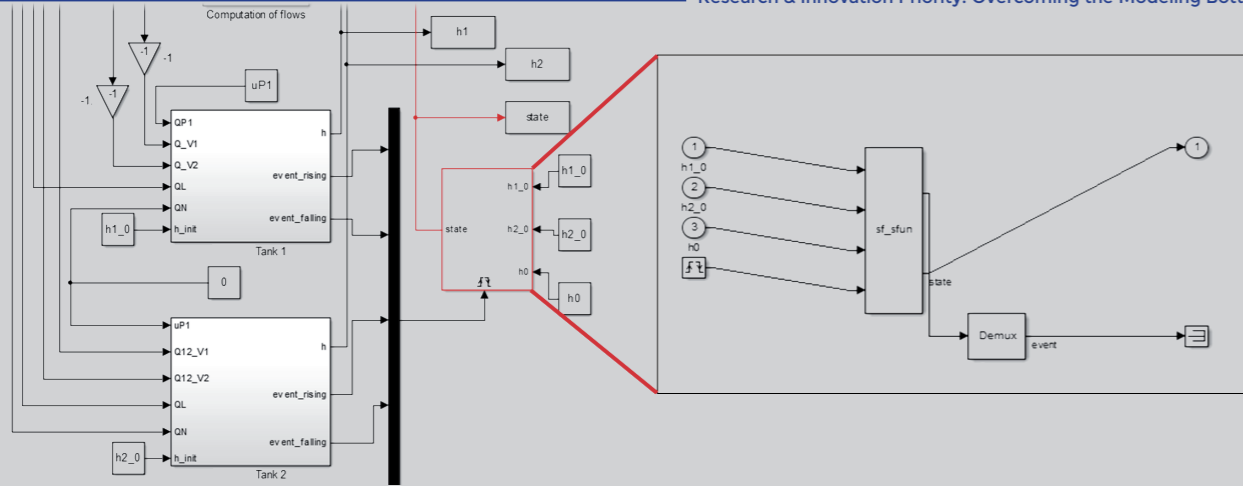 Research & Innovation Priority: Overcoming the Modeling
Computation of flows
-1
-1
-1
-1
uP1
h1
h2
state
QP1
Q_V1
Q_V2
QL
QN
h_init
h
event_rising
event_falling
Tank 1
h1_0
0
uP1
Q12_V1
Q12_V2
QL
QN
h_init
h
event_rising
event_falling
Tank 2
h2_0
state
h1_0
h2_0
h0
h1_0
h2_0
h0
1
h1_0
2
h2_0
3
h0
sf_sfun
state
Demux
event
1